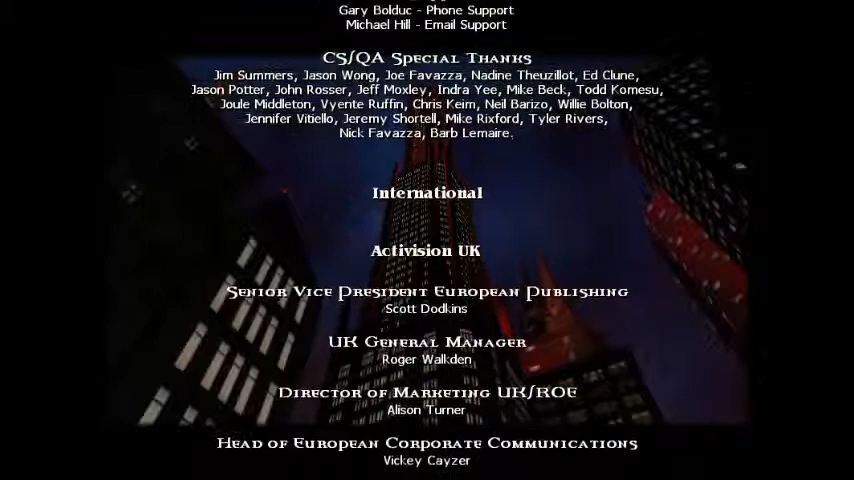 Gary Bolduc - Phone Support
Michael Hill - Email Support
CS/QA Special Thanks
Jim Summers, Jason Wong, Joe Favazza, Nadine Theuzillot, Ed Clune,
Jason Potter, John Rosser, Jeff Moxley, Indra Yee, Mike Beck, Todd Komesu,
Joule Middleton, Vyente Ruffin, Chris Keim, Neil Barizo, Willie Bolton,
Jennifer Vitiello, Jeremy Shortell, Mike Rixford, Tyler Rivers,
Nick Favazza, Barb Lemaire.
International
Activision UK
Senior Vice President European Publishing
Scott Dodkins
UK General Manager
Roger Walkden
Director of Marketing UK/ROE
Alison Turner
Head of European Corporate Communications
Vickey Cayzer